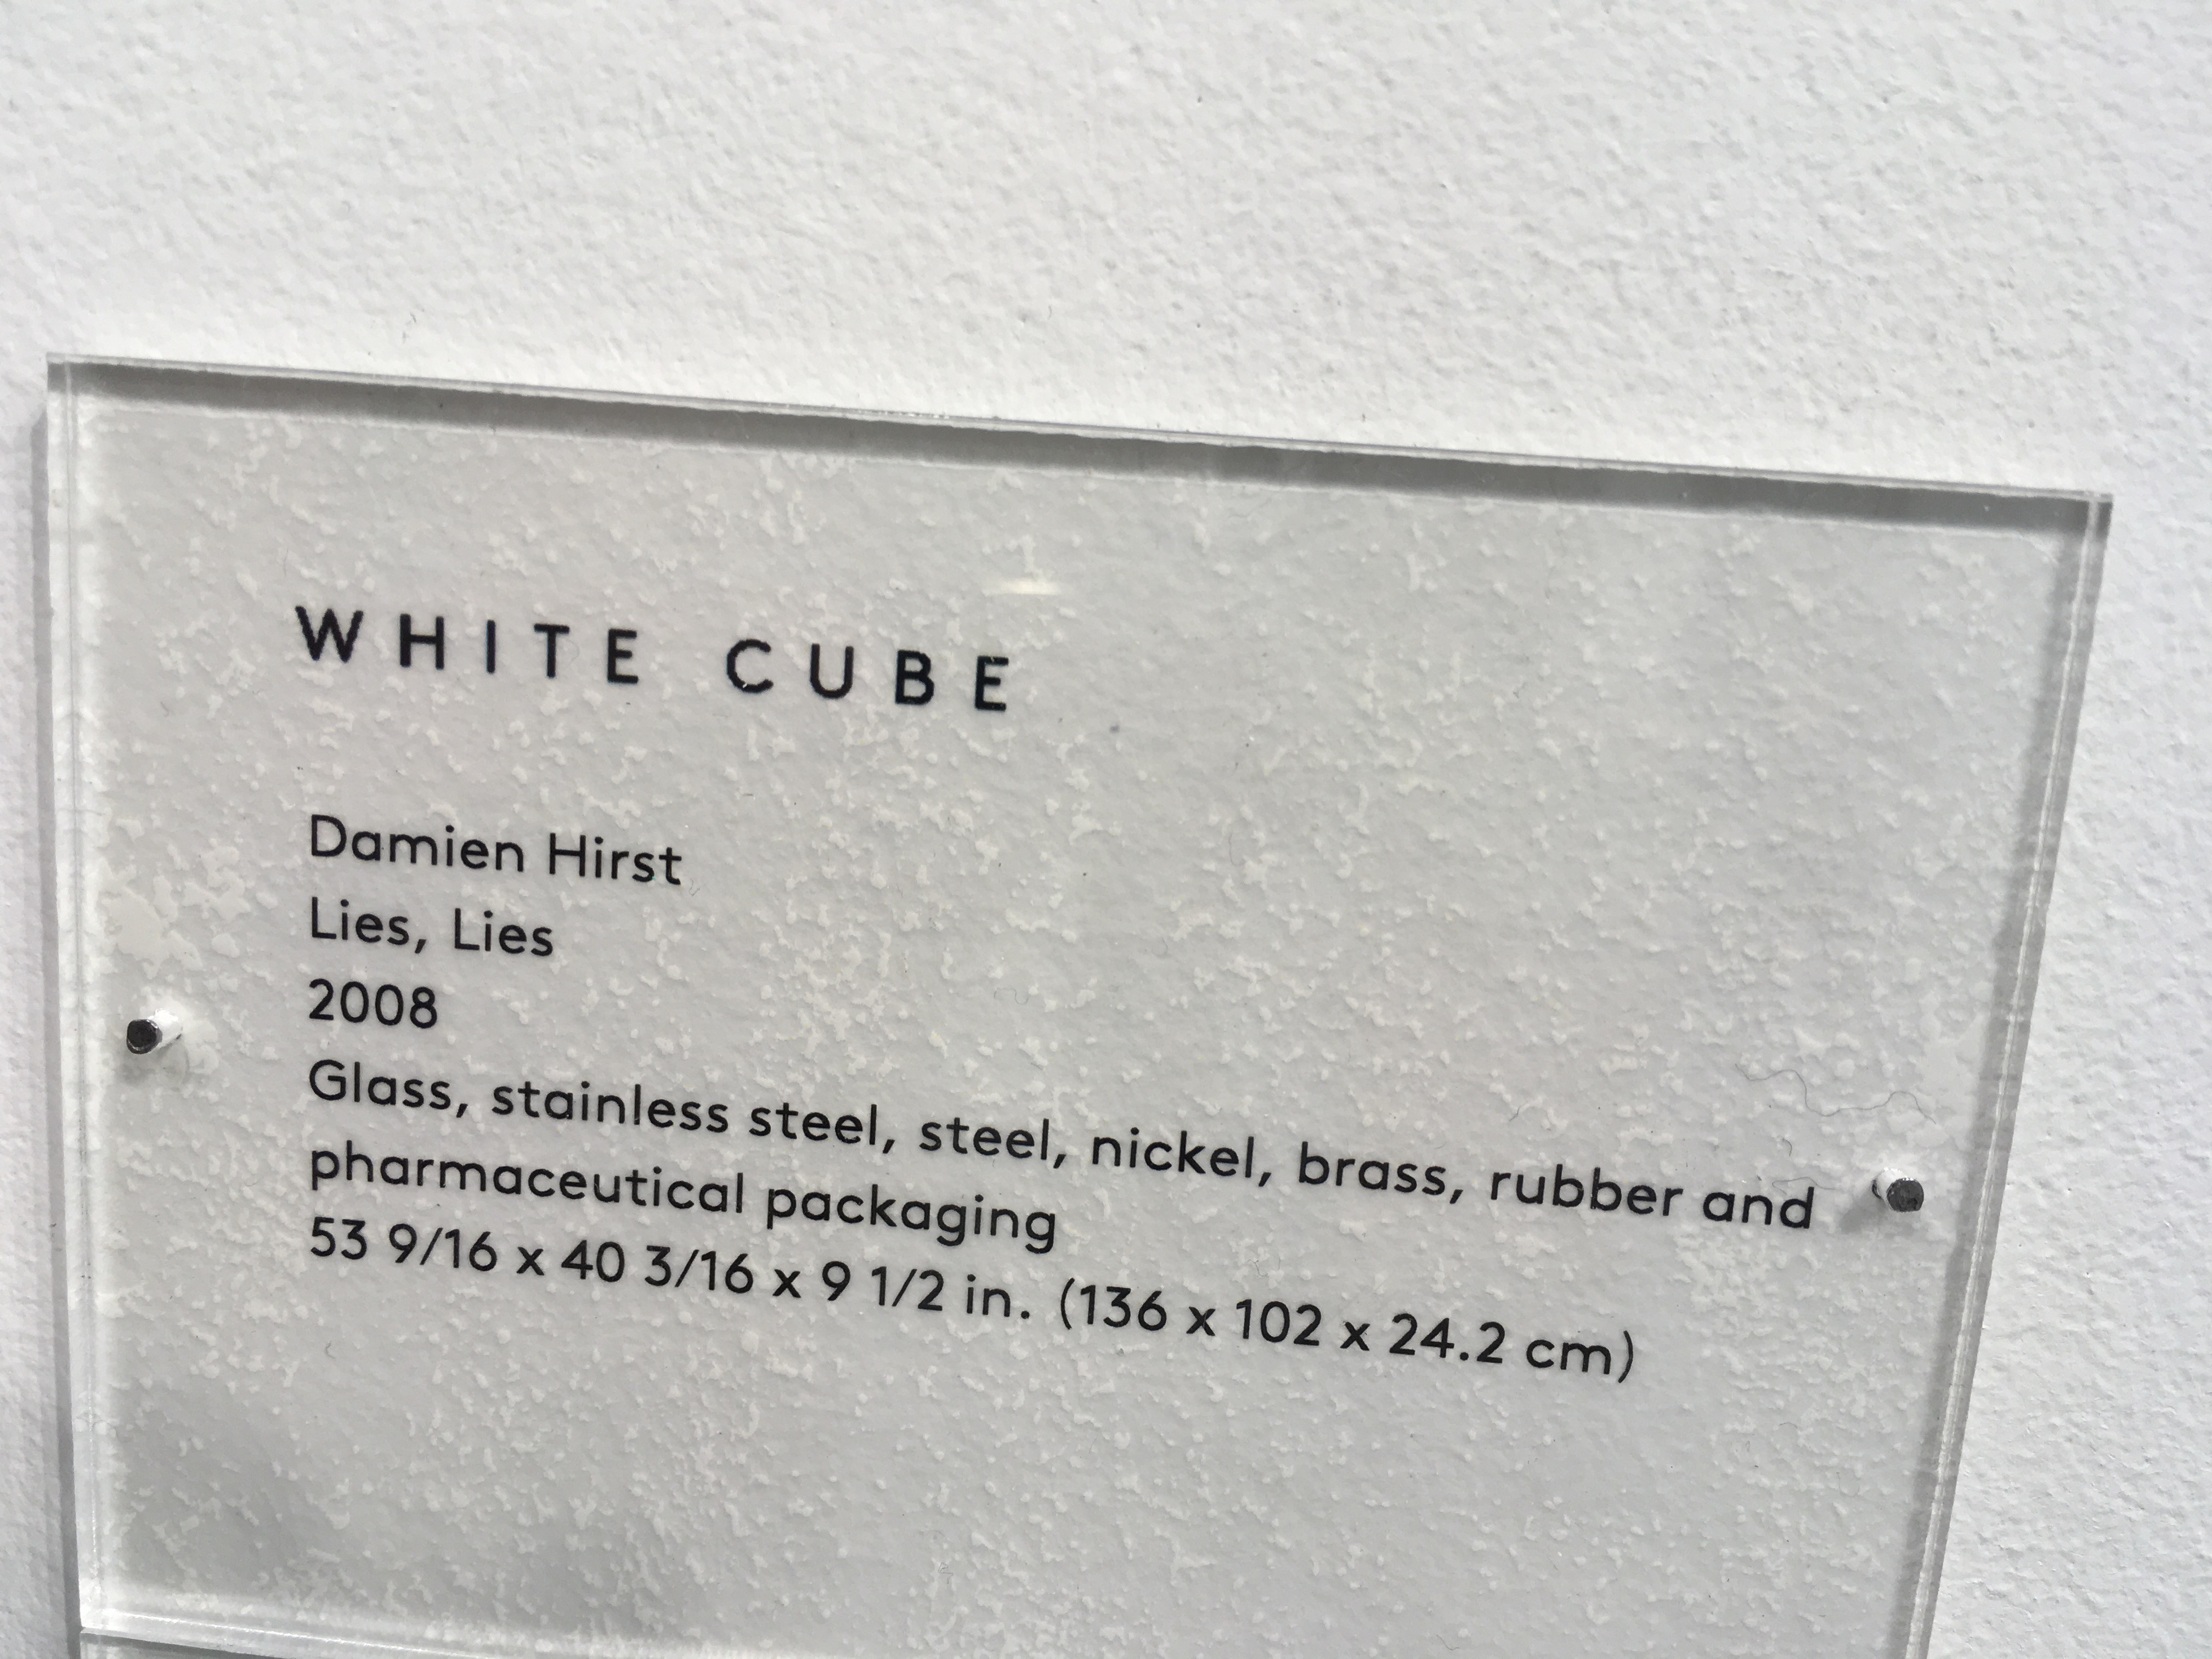 WHITE CUBE
Damien Hirst
Lies, Lies
2008
Glass, stainless steel, steel, nickel, brass, rubber and
pharmaceutical packaging
53 9/16 x 40 3/16 x 9 1/2 in. (136 x 102 x 24.2 cm)